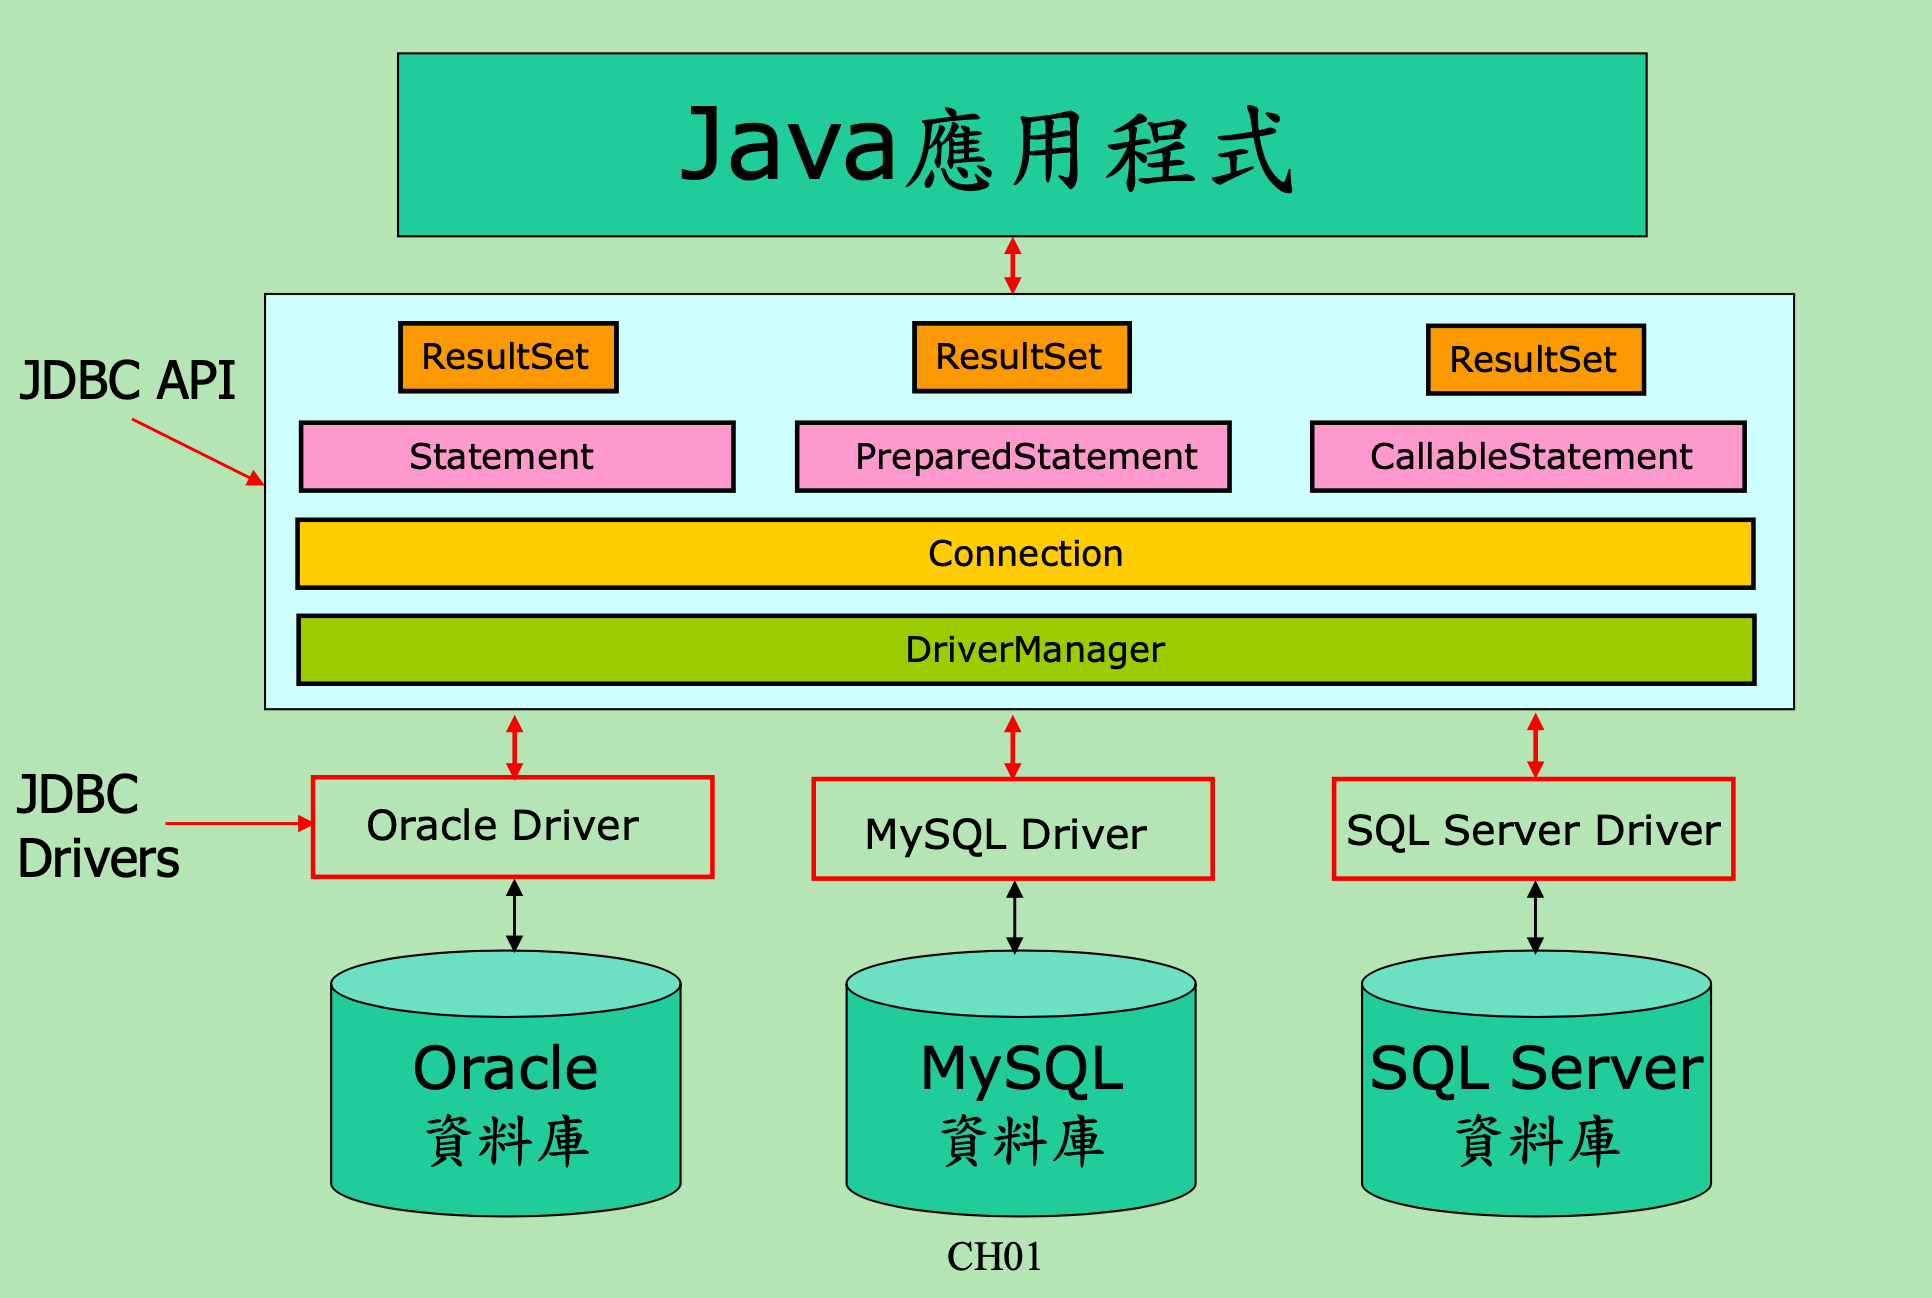 Java應用程式
ResultSet
ResultSet
ResultSet
JDBC API
Statement
PreparedStatement
CallableStatement
Connection
DriverManager
JDBC
Drivers
Oracle Driver
MySQL Driver
SQL Server Driver
Oracle
資料庫
MySQL
資料庫
SQL Server
資料庫
CH01